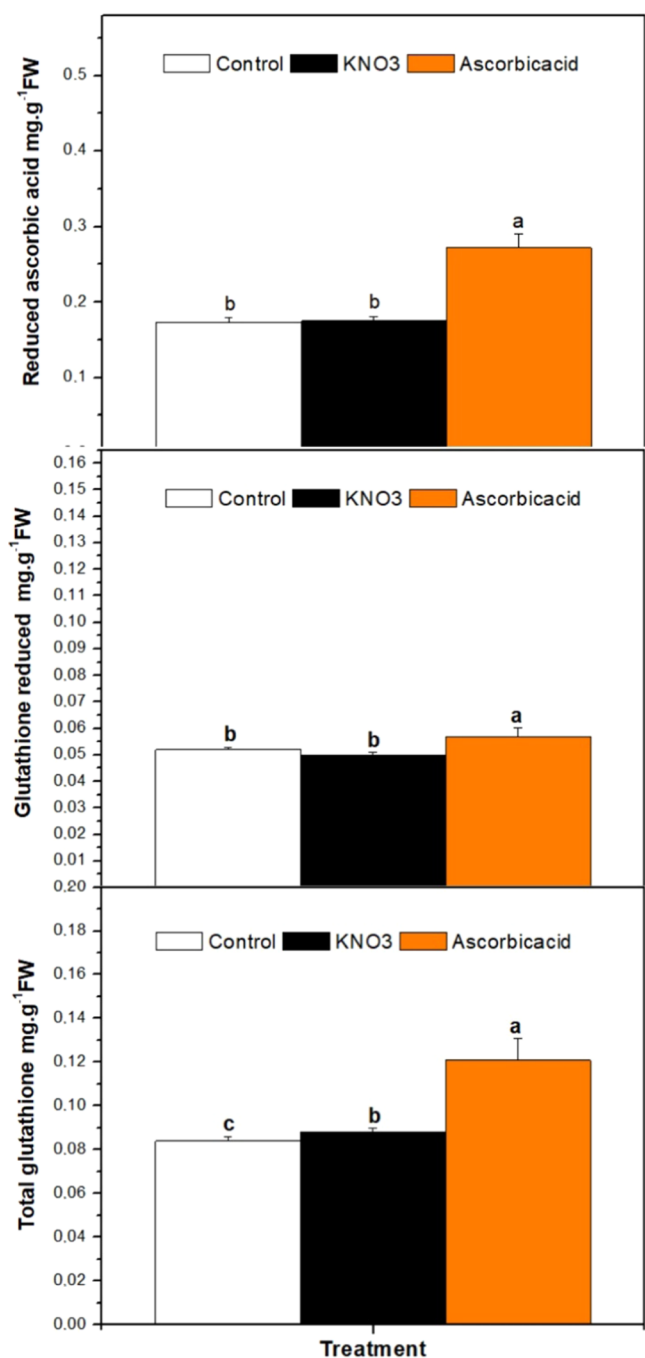 Reduced ascorbic acid mg.g⁻¹FW
Control KNO3 Ascorbicacid
0.5
0.4
0.3
0.2
0.1
a
b b
Glutathione reduced mg.g⁻¹FW
0.16
0.15
0.14
0.13
0.12
0.11
0.10
0.09
0.08
0.07
0.06
0.05
0.04
0.03
0.02
0.01
Control KNO3 Ascorbicacid
a
b b
Total glutathione mg.g⁻¹FW
0.20
0.18
0.16
0.14
0.12
0.10
0.08
0.06
0.04
0.02
0.00
Control KNO3 Ascorbicacid
a
c b
Treatment